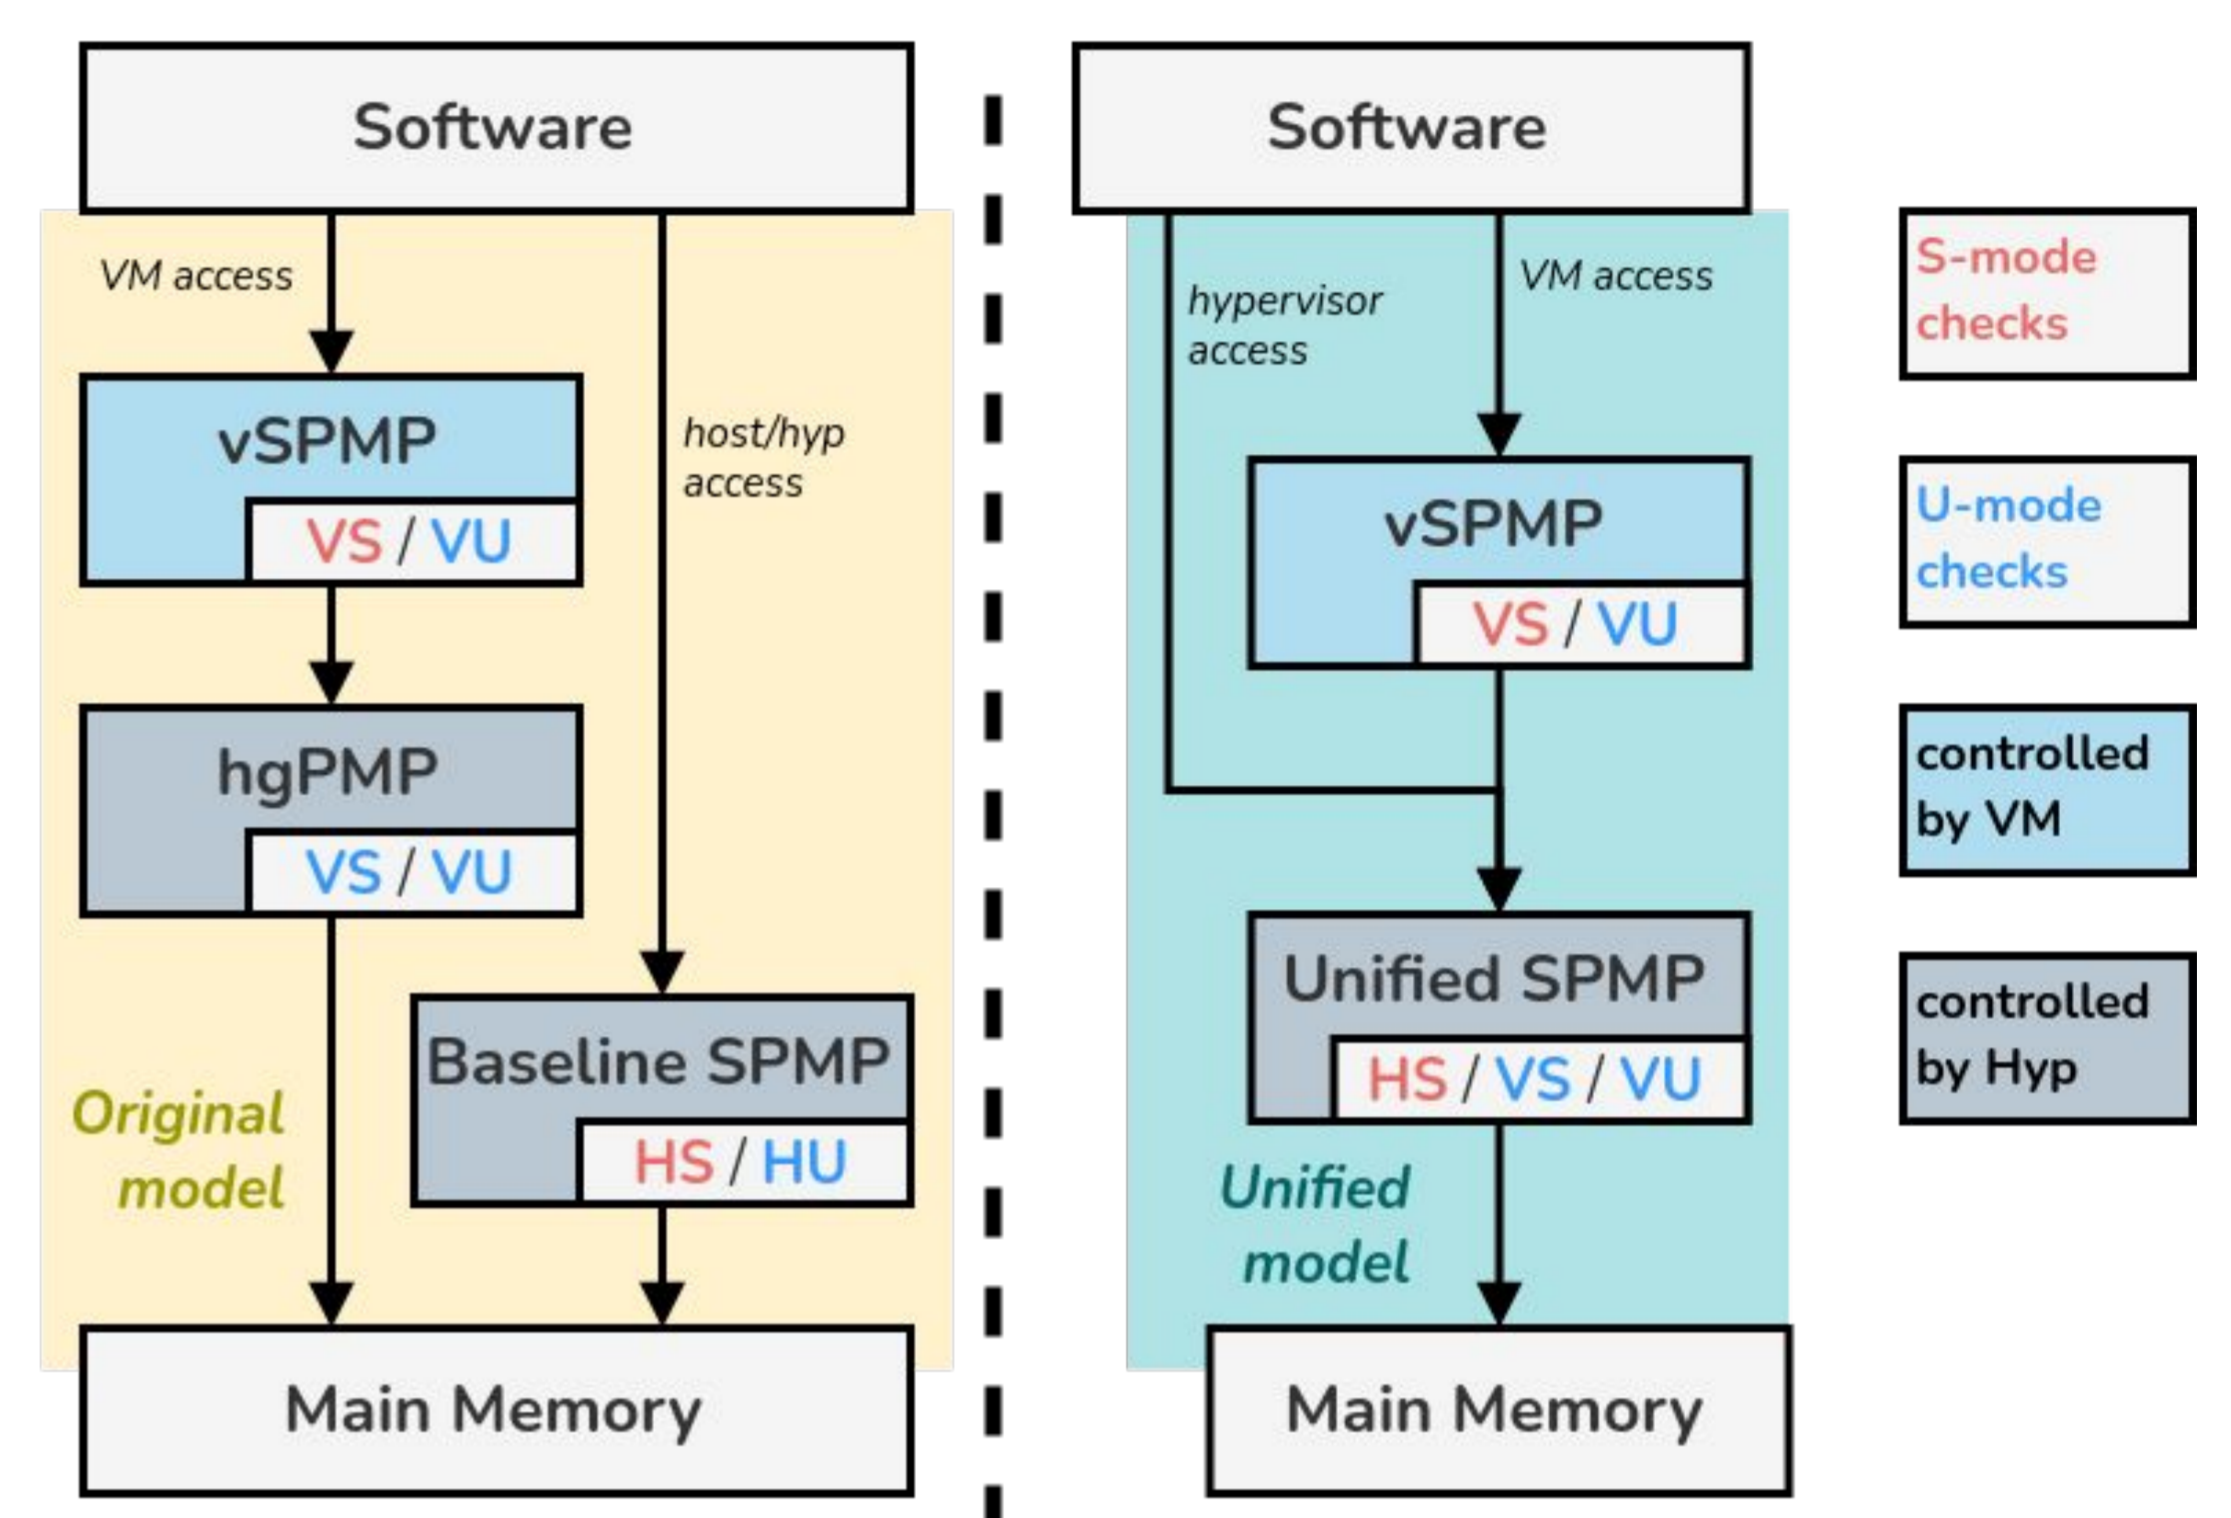 Software
VM access
host/hyp
access
vSPMP
VS / VU
hgPMP
VS / VU
Baseline SPMP
HS / HU
Original
model
Main Memory
Software
hypervisor
access
VM access
vSPMP
VS / VU
Unified SPMP
HS / VS / VU
Unified
model
Main Memory
S-mode
checks
U-mode
checks
controlled
by VM
controlled
by Hyp